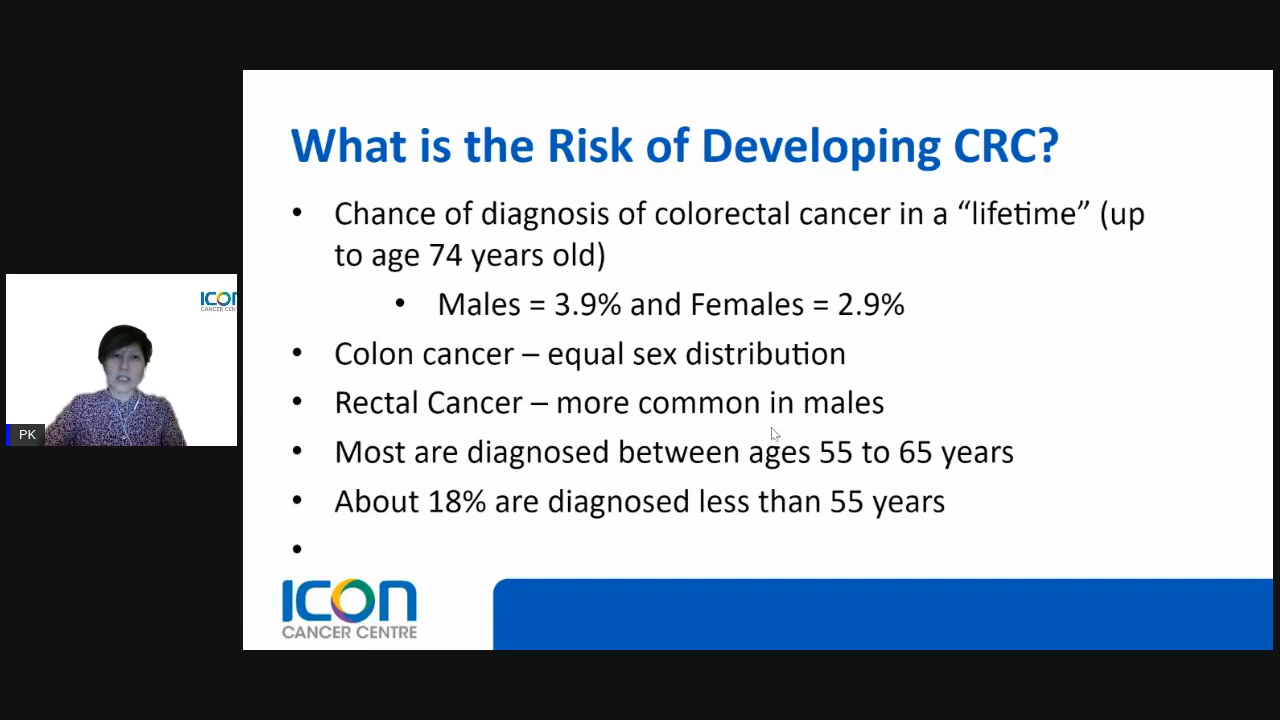 What is the Risk of Developing CRC?
• Chance of diagnosis of colorectal cancer in a “lifetime” (up
to age 74 years old)
• Males = 3.9% and Females = 2.9%
• Colon cancer – equal sex distribution
• Rectal Cancer – more common in males
• Most are diagnosed between ages 55 to 65 years
• About 18% are diagnosed less than 55 years
•
ICON
CANCER CENTRE
ICON
CANCER CEN
PK